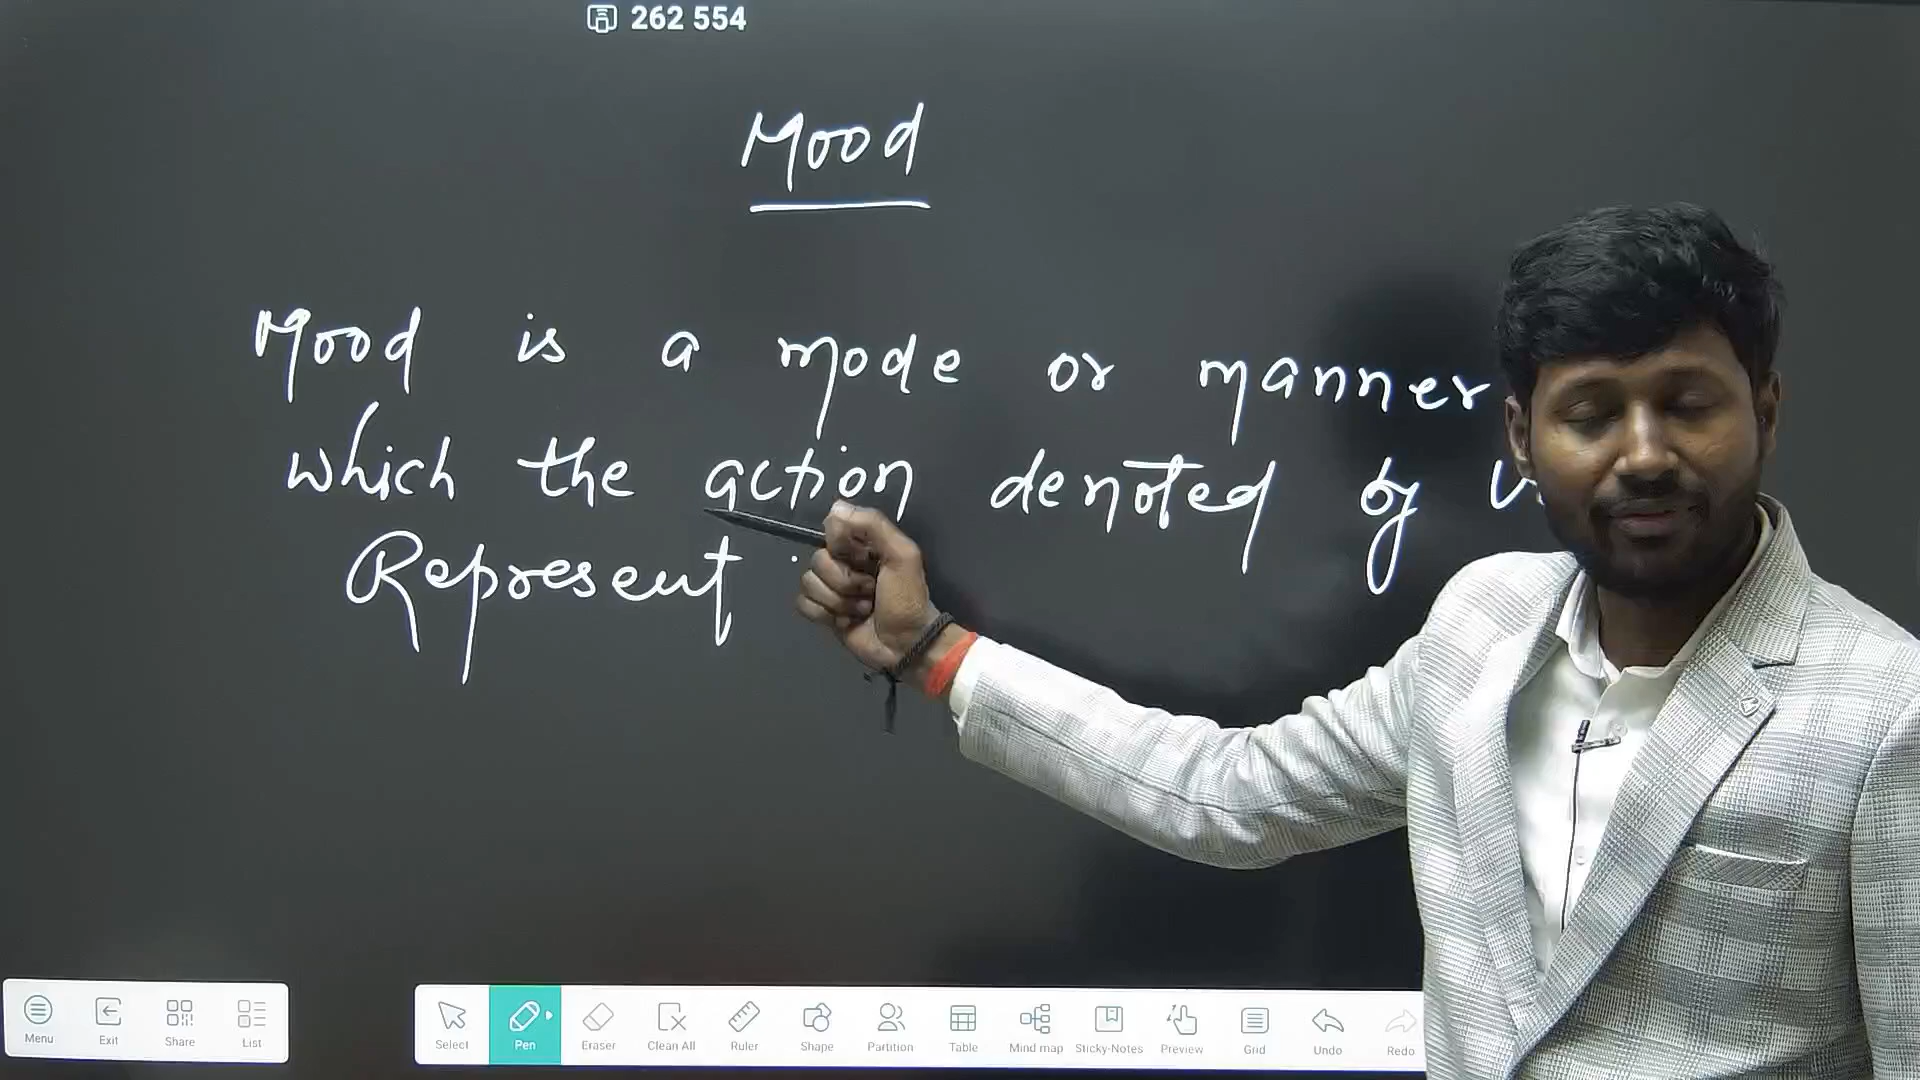 262 554
Mood
Mood is a mode or manner
which the action denoted by
Represent
Menu Exit Share List Select Pen Eraser Clean All Ruler Shape Partition Table Mind map Sticky-Notes Preview Grid Undo Redo